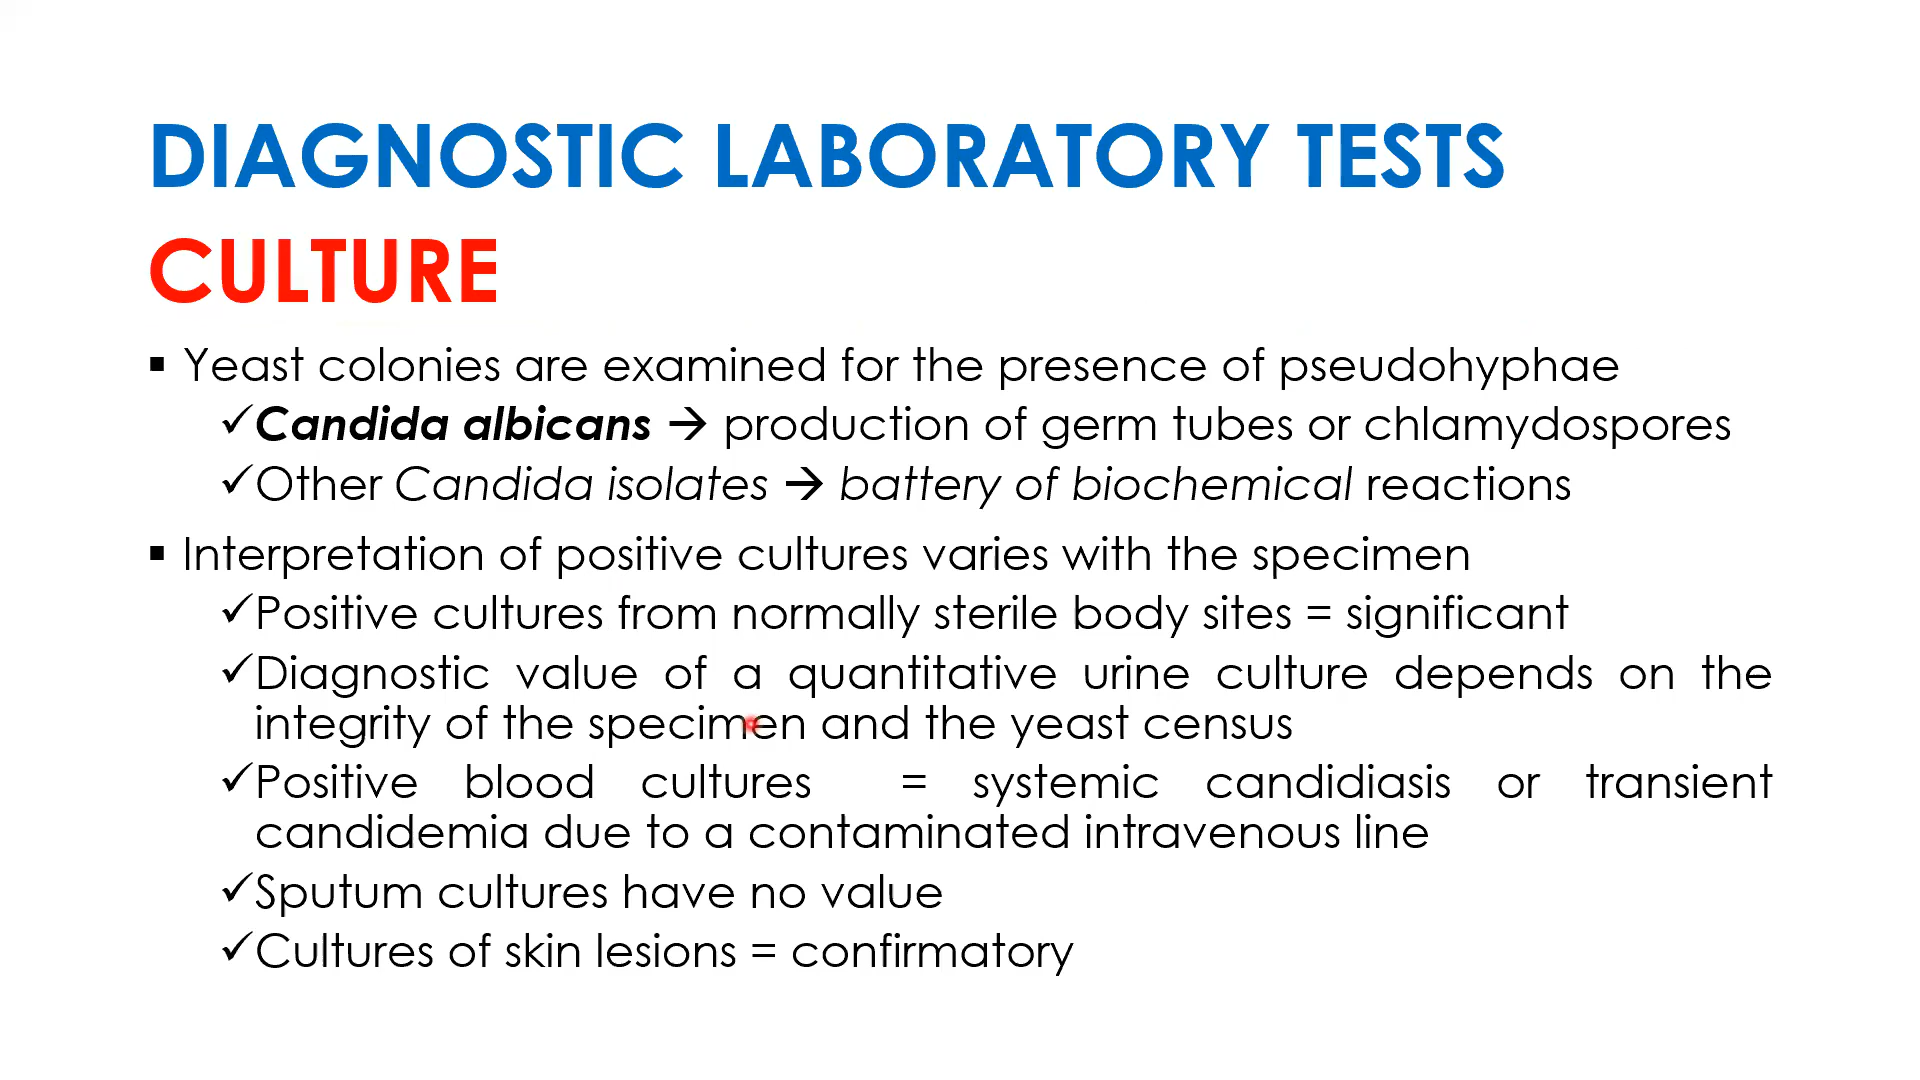 DIAGNOSTIC LABORATORY TESTS
CULTURE
▪ Yeast colonies are examined for the presence of pseudohyphae
✓Candida albicans → production of germ tubes or chlamydospores
✓Other Candida isolates → battery of biochemical reactions
▪ Interpretation of positive cultures varies with the specimen
✓Positive cultures from normally sterile body sites = significant
✓Diagnostic value of a quantitative urine culture depends on the
integrity of the specimen and the yeast census
✓Positive blood cultures = systemic candidiasis or transient
candidemia due to a contaminated intravenous line
✓Sputum cultures have no value
✓Cultures of skin lesions = confirmatory